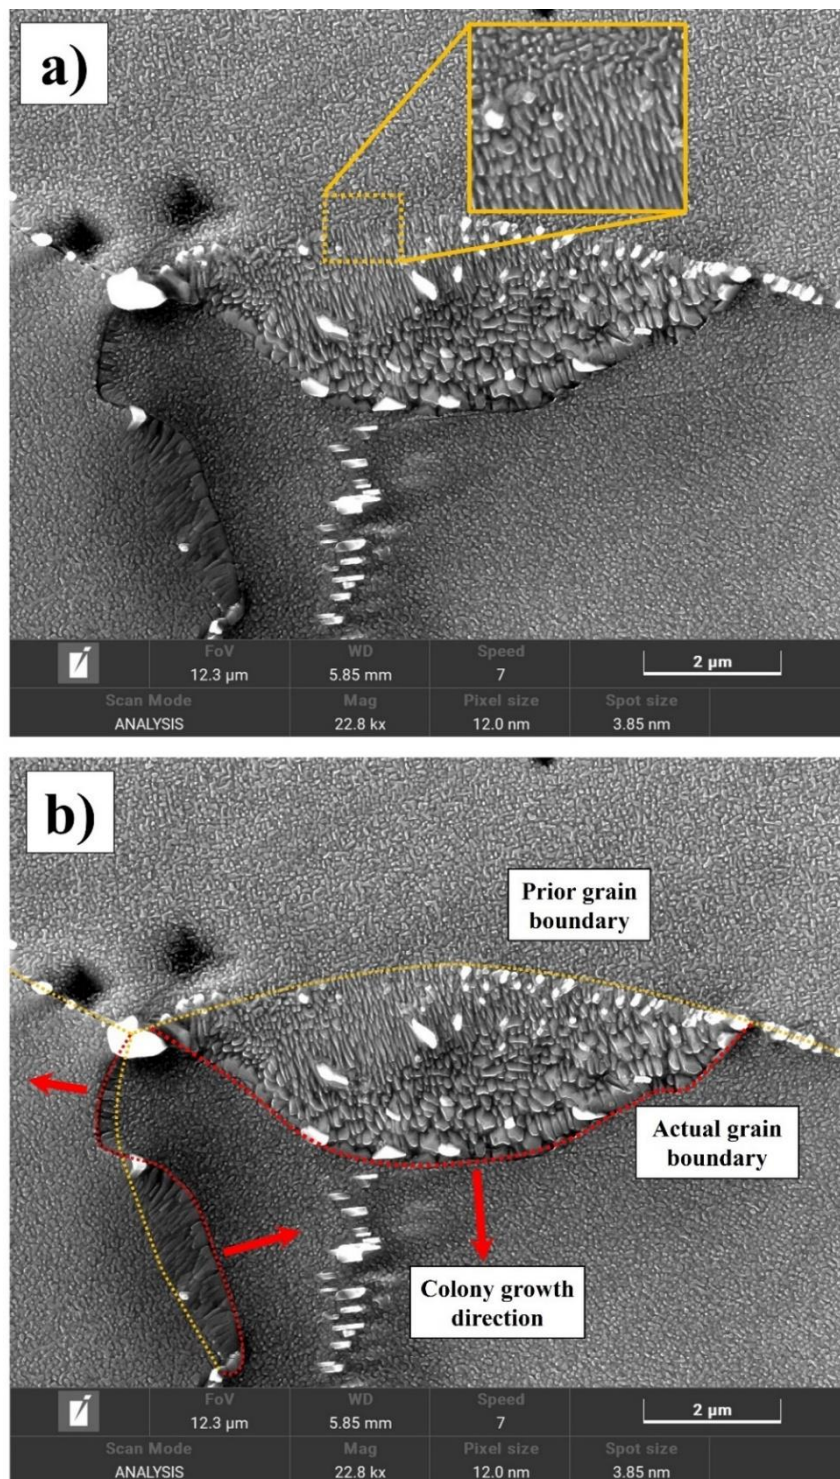 a)
FoV WD Speed
12.3 µm 5.85 mm 7 2 µm
Scan Mode Mag Pixel size Spot size
ANALYSIS 22.8 kx 12.0 nm 3.85 nm
b)
Prior grain
boundary
Actual grain
boundary
Colony growth
direction
FoV WD Speed
12.3 µm 5.85 mm 7 2 µm
Scan Mode Mag Pixel size Spot size
ANALYSIS 22.8 kx 12.0 nm 3.85 nm